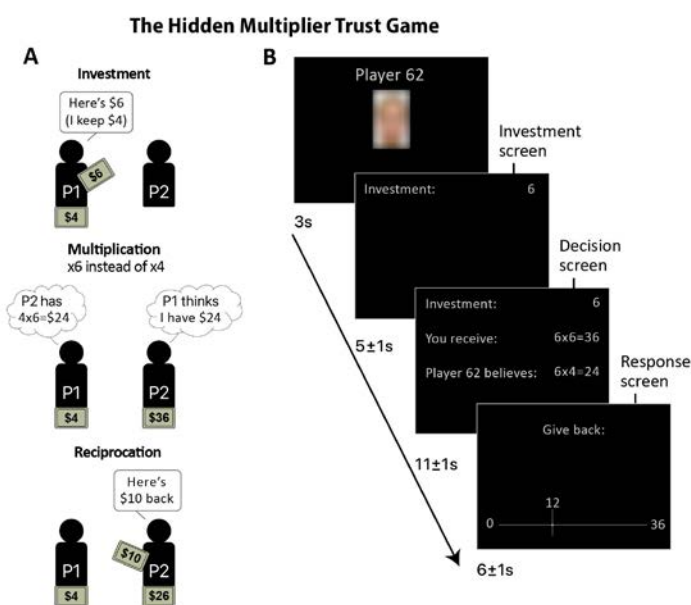 The Hidden Multiplier Trust Game
A
Investment
Here's $6
(I keep $4)
P1
$6
P2
$4
Multiplication
x6 instead of x4
P2 has
4x6=$24
P1 thinks
I have $24
P1
P2
$4
$36
Reciprocation
Here's
$10 back
P1
$10
P2
$4
$26
B
Player 62
Investment
screen
Investment: 6
3s
Decision
screen
Investment: 6
You receive: 6x6=36
Player 62 believes: 6x4=24
5±1s
Response
screen
Give back:
12
0
36
11±1s
6±1s